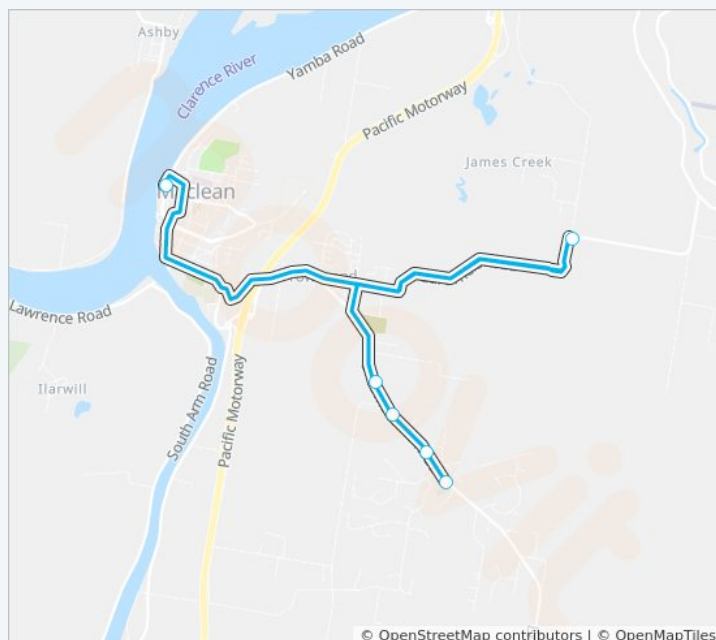 Ashby
Clarence River
Yamba Road
Pacific Motorway
James Creek
Maclean
Lawrence Road
Ilarwill
South Arm Road
Pacific Motorway
© OpenStreetMap contributors | © OpenMapTiles